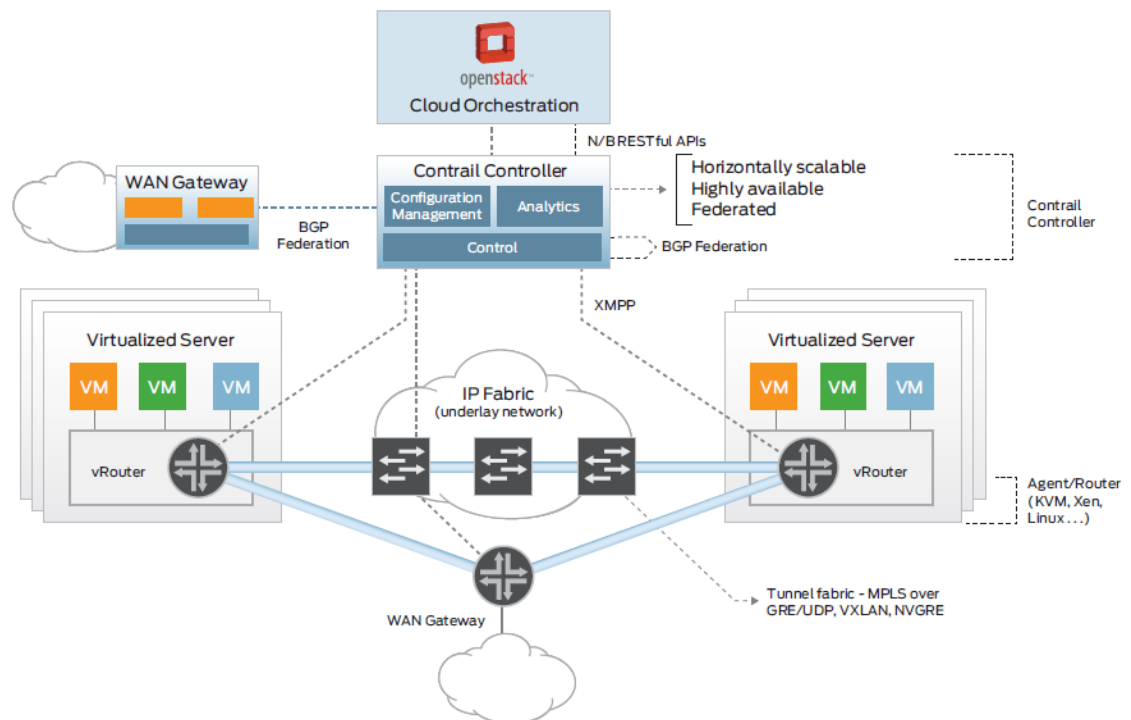 openstack™
Cloud Orchestration
N/B RESTful APIs
Contrail Controller
Configuration
Management
Analytics
Control
Horizontally scalable
Highly available
Federated
Contrail
Controller
WAN Gateway
BGP
Federation
BGP Federation
XMPP
Virtualized Server
VM
VM
VM
vRouter
IP Fabric
(underlay network)
Virtualized Server
VM
VM
VM
vRouter
Agent/Router
(KVM, Xen,
Linux . . .)
WAN Gateway
Tunnel fabric - MPLS over
GRE/UDP, VXLAN, NVGRE